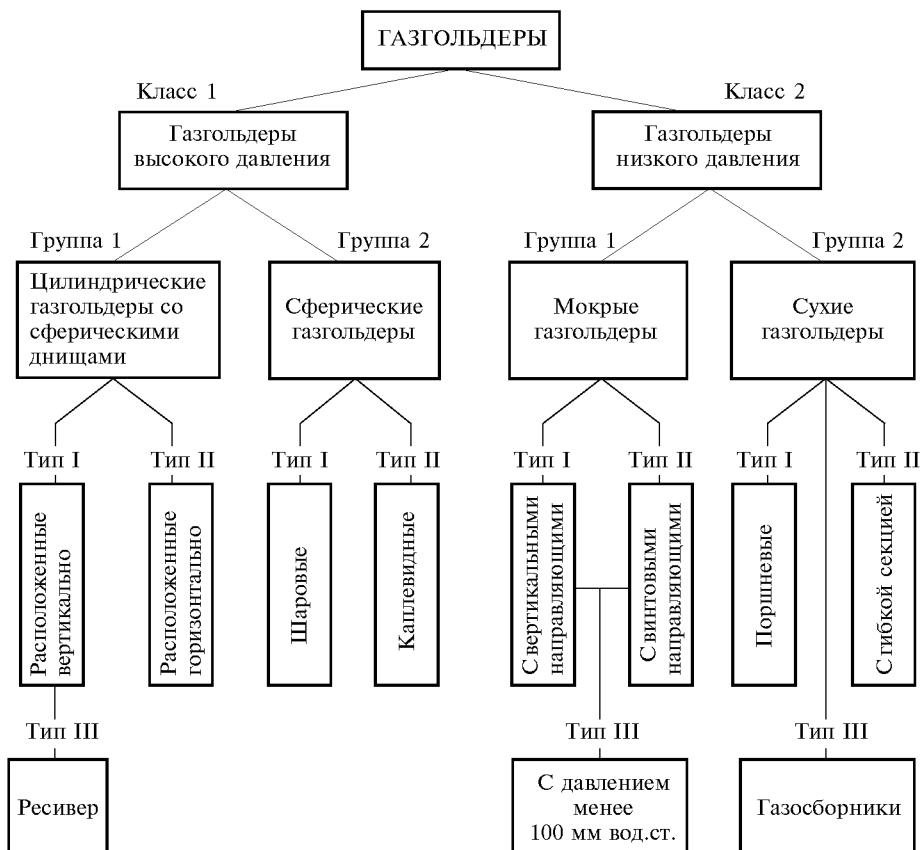 ГАЗГОЛЬДЕРЫ
Класс 1
Класс 2
Газгольдеры
высокого давления
Газгольдеры
низкого давления
Группа 1
Группа 2
Группа 1
Группа 2
Цилиндрические
газгольдеры со
сферическими
днищами
Сферические
газгольдеры
Мокрые
газгольдеры
Сухие
газгольдеры
Тип I
Тип II
Тип I
Тип II
Тип I
Тип II
Тип I
Тип II
Расположенные
вертикально
Расположенные
горизонтально
Шаровые
Каплевидные
С вертикальными
направляющими
С винтовыми
направляющими
Поршневые
С гибкой секцией
Тип III
Тип III
Тип III
Ресивер
С давлением
менее
100 мм вод.ст.
Газосборники